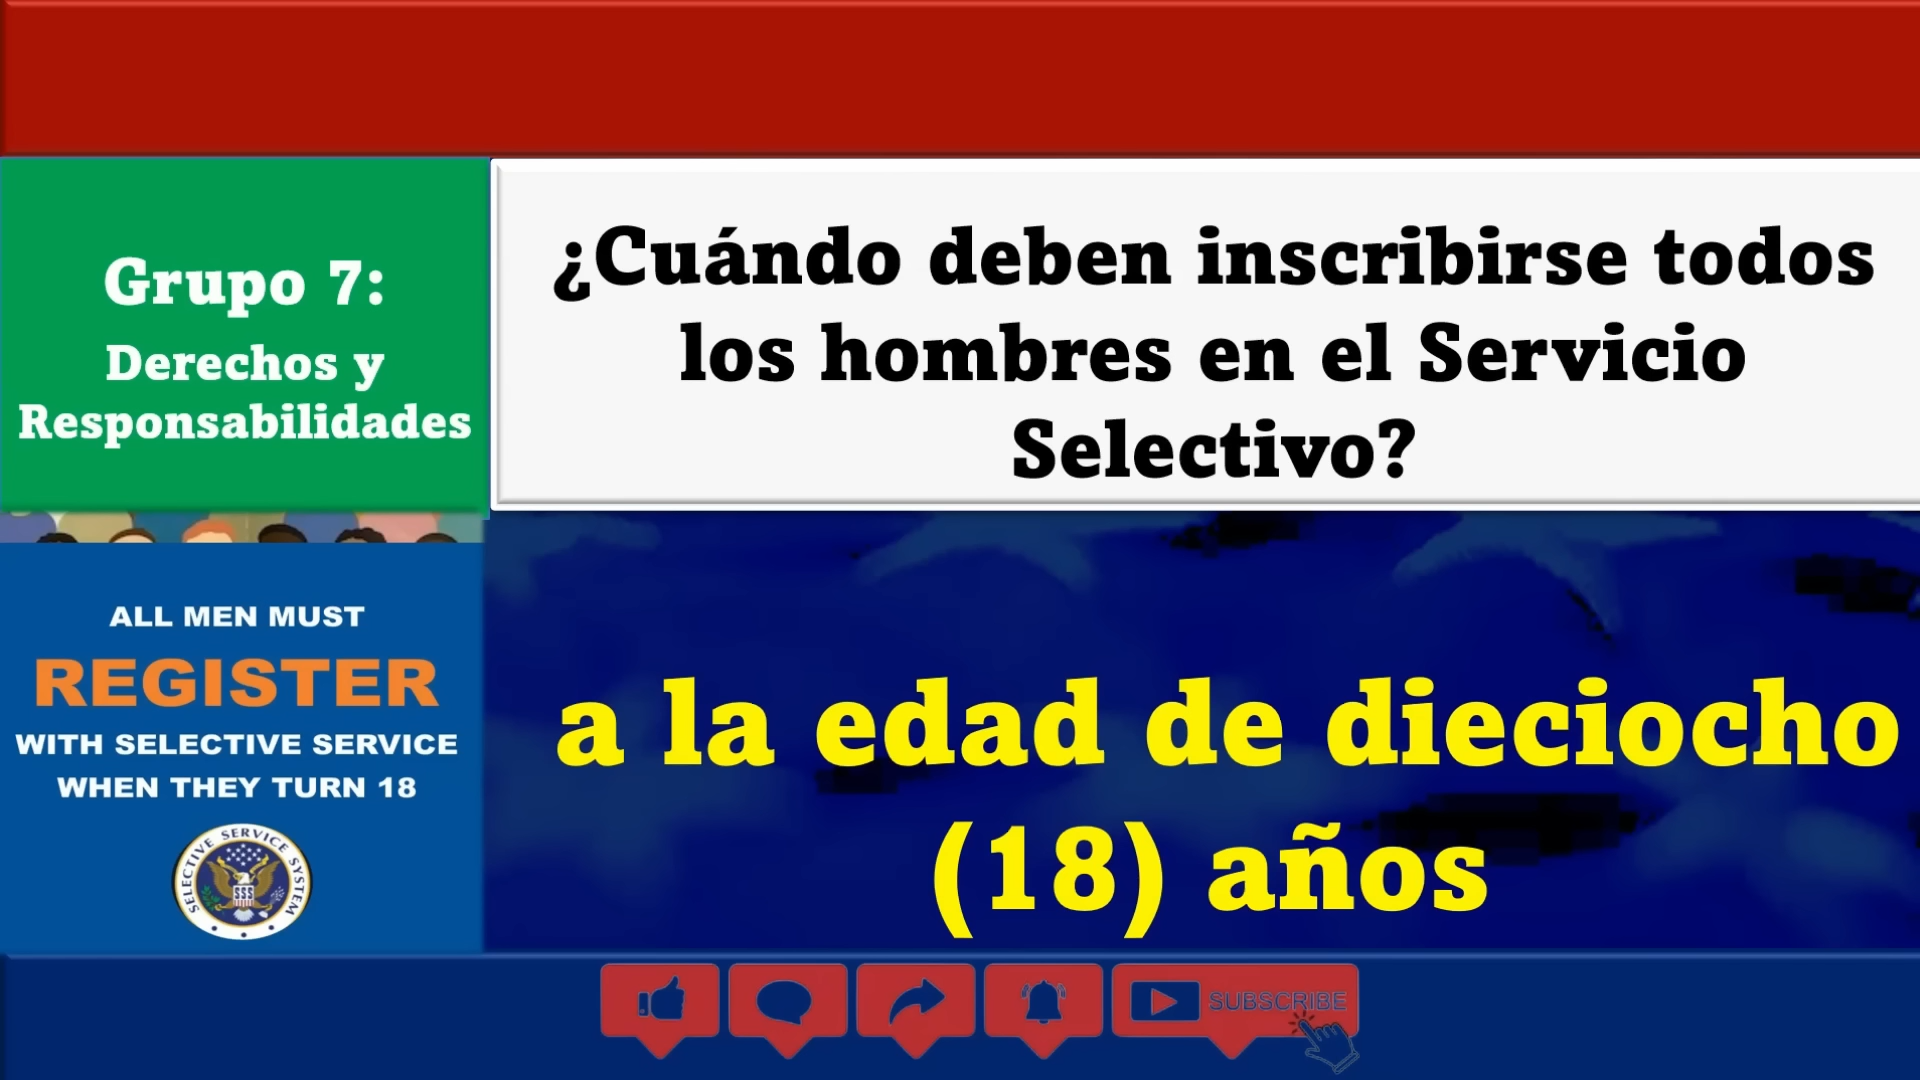 Grupo 7:
Derechos y
Responsabilidades
¿Cuándo deben inscribirse todos
los hombres en el Servicio
Selectivo?
ALL MEN MUST
REGISTER
WITH SELECTIVE SERVICE
WHEN THEY TURN 18
SELECTIVE SERVICE SYSTEM
SSS
a la edad de dieciocho
(18) años
SUBSCRIBE